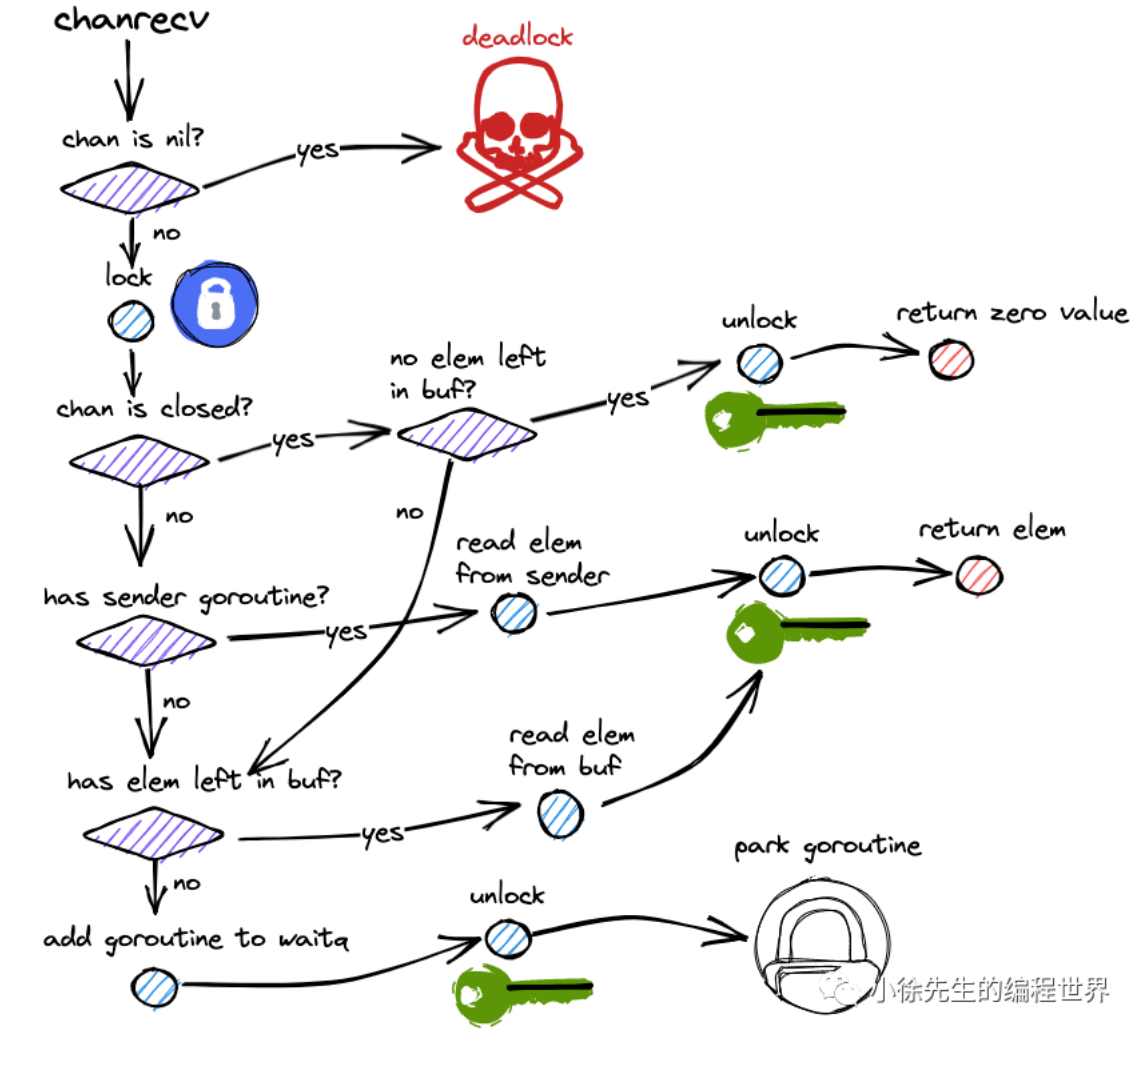 chanrecv
deadlock
chan is nil?
yes
no
lock
unlock
return zero value
no elem left
in buf?
yes
chan is closed?
yes
no
no
read elem
from sender
unlock
return elem
has sender goroutine?
yes
no
read elem
from buf
has elem left in buf?
yes
no
park goroutine
unlock
add goroutine to waitq
小徐先生的编程世界